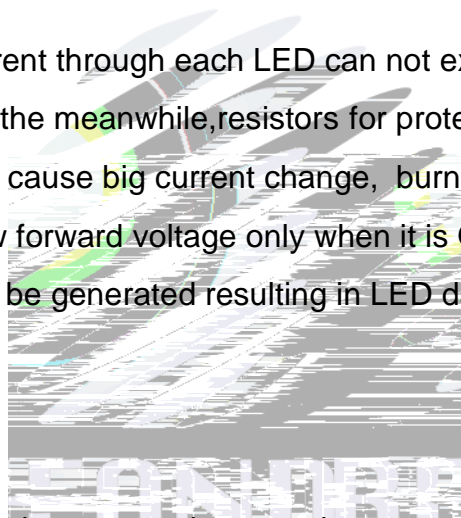 rent through each LED can not ex
the meanwhile,resistors for prote
cause big current change, burn
forward voltage only when it is
be generated resulting in LED d